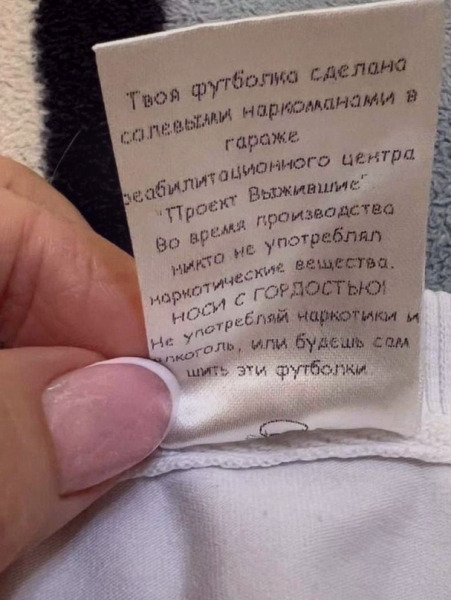 Твоя футболка сделана
солевыми наркоманами в
гараже
реабилитационного центра
"Проект Выжившие"
Во время производства
никто не употреблял
наркотические вещества.
НОСИ С ГОРДОСТЬЮ!
Не употребляй наркотики и
алкоголь, или будешь сам
шить эти футболки